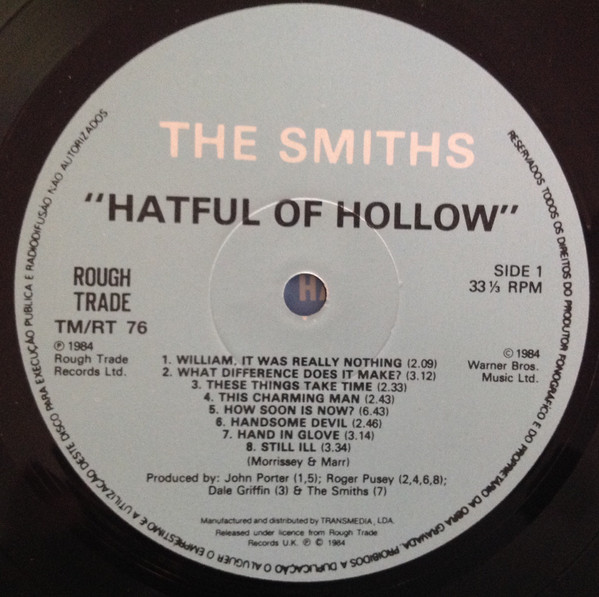 THE SMITHS
"HATFUL OF HOLLOW"
ROUGH
TRADE
TM/RT 76
℗ 1984
Rough Trade
Records Ltd.
SIDE 1
33 ⅓ RPM
© 1984
Warner Bros.
Music Ltd.
1. WILLIAM, IT WAS REALLY NOTHING (2.09)
2. WHAT DIFFERENCE DOES IT MAKE? (3.12)
3. THESE THINGS TAKE TIME (2.33)
4. THIS CHARMING MAN (2.43)
5. HOW SOON IS NOW? (6.43)
6. HANDSOME DEVIL (2.46)
7. HAND IN GLOVE (3.14)
8. STILL ILL (3.34)
(Morrissey & Marr)
Produced by: John Porter (1,5); Roger Pusey (2,4,6,8);
Dale Griffin (3) & The Smiths (7)
Manufactured and distributed by TRANSMEDIA, LDA.
Released under licence from Rough Trade
Records U.K. ℗ © 1984
RESERVADOS TODOS OS DIREITOS DO PRODUTOR FONOGRÁFICO E DO PROPRIETÁRIO DA OBRA GRAVADA. PROIBIDOS A DUPLICAÇÃO O ALUGUER O EMPRÉSTIMO E A UTILIZAÇÃO DESTE DISCO PARA EXECUÇÃO PÚBLICA E RADIODIFUSÃO NÃO AUTORIZADOS